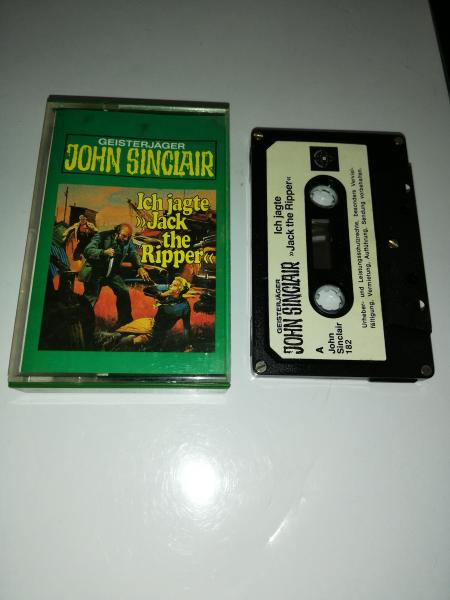 GEISTERJÄGER
JOHN SINCLAIR
Ich jagte
»Jack
the
Ripper«
GEISTERJÄGER
JOHN SINCLAIR
Ich jagte
»Jack the Ripper«
A
John
Sinclair
182
Urheber- und Leistungsschutzrechte, besonders Verviel-
fältigung, Vermietung, Aufführung, Sendung vorbehalten.